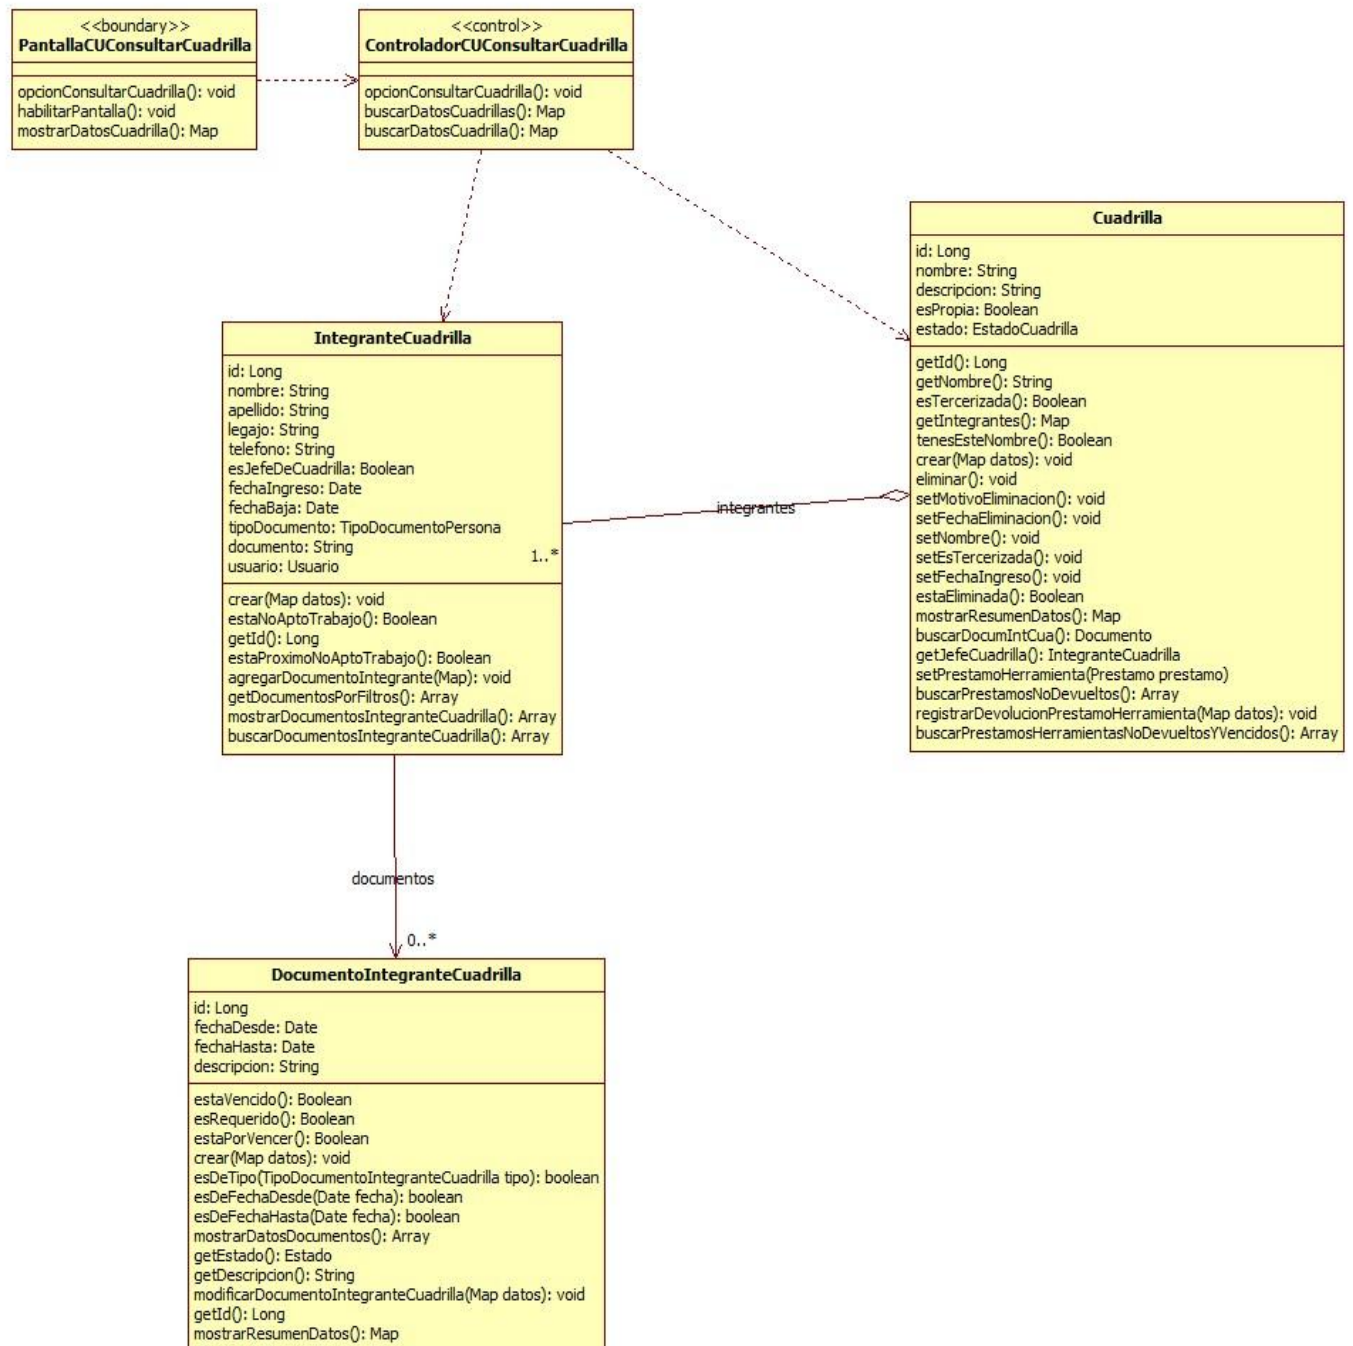 <<boundary>>
PantallaCUConsultarCuadrilla
opcionConsultarCuadrilla(): void
habilitarPantalla(): void
mostrarDatosCuadrilla(): Map
<<control>>
ControladorCUConsultarCuadrilla
opcionConsultarCuadrilla(): void
buscarDatosCuadrillas(): Map
buscarDatosCuadrilla(): Map
Cuadrilla
id: Long
nombre: String
descripcion: String
esPropia: Boolean
estado: EstadoCuadrilla
getId(): Long
getNombre(): String
esTercerizada(): Boolean
getIntegrantes(): Map
tenesEsteNombre(): Boolean
crear(Map datos): void
eliminar(): void
setMotivoEliminacion(): void
setFechaEliminacion(): void
setNombre(): void
setEsTercerizada(): void
setFechaIngreso(): void
estaEliminada(): Boolean
mostrarResumenDatos(): Map
buscarDocumIntCua(): Documento
getJefeCuadrilla(): IntegranteCuadrilla
setPrestamoHerramienta(Prestamo prestamo)
buscarPrestamosNoDevueltos(): Array
registrarDevolucionPrestamoHerramienta(Map datos): void
buscarPrestamosHerramientasNoDevueltosYVencidos(): Array
IntegranteCuadrilla
id: Long
nombre: String
apellido: String
legajo: String
telefono: String
esJefeDeCuadrilla: Boolean
fechaIngreso: Date
fechaBaja: Date
tipoDocumento: TipoDocumentoPersona
documento: String
usuario: Usuario
crear(Map datos): void
estaNoAptoTrabajo(): Boolean
getId(): Long
estaProximoNoAptoTrabajo(): Boolean
agregarDocumentoIntegrante(Map): void
getDocumentosPorFiltros(): Array
mostrarDocumentosIntegranteCuadrilla(): Array
buscarDocumentosIntegranteCuadrilla(): Array
integrantes
1..*
documentos
0..*
DocumentoIntegranteCuadrilla
id: Long
fechaDesde: Date
fechaHasta: Date
descripcion: String
estaVencido(): Boolean
esRequerido(): Boolean
estaPorVencer(): Boolean
crear(Map datos): void
esDeTipo(TipoDocumentoIntegranteCuadrilla tipo): boolean
esDeFechaDesde(Date fecha): boolean
esDeFechaHasta(Date fecha): boolean
mostrarDatosDocumentos(): Array
getEstado(): Estado
getDescripcion(): String
modificarDocumentoIntegranteCuadrilla(Map datos): void
getId(): Long
mostrarResumenDatos(): Map